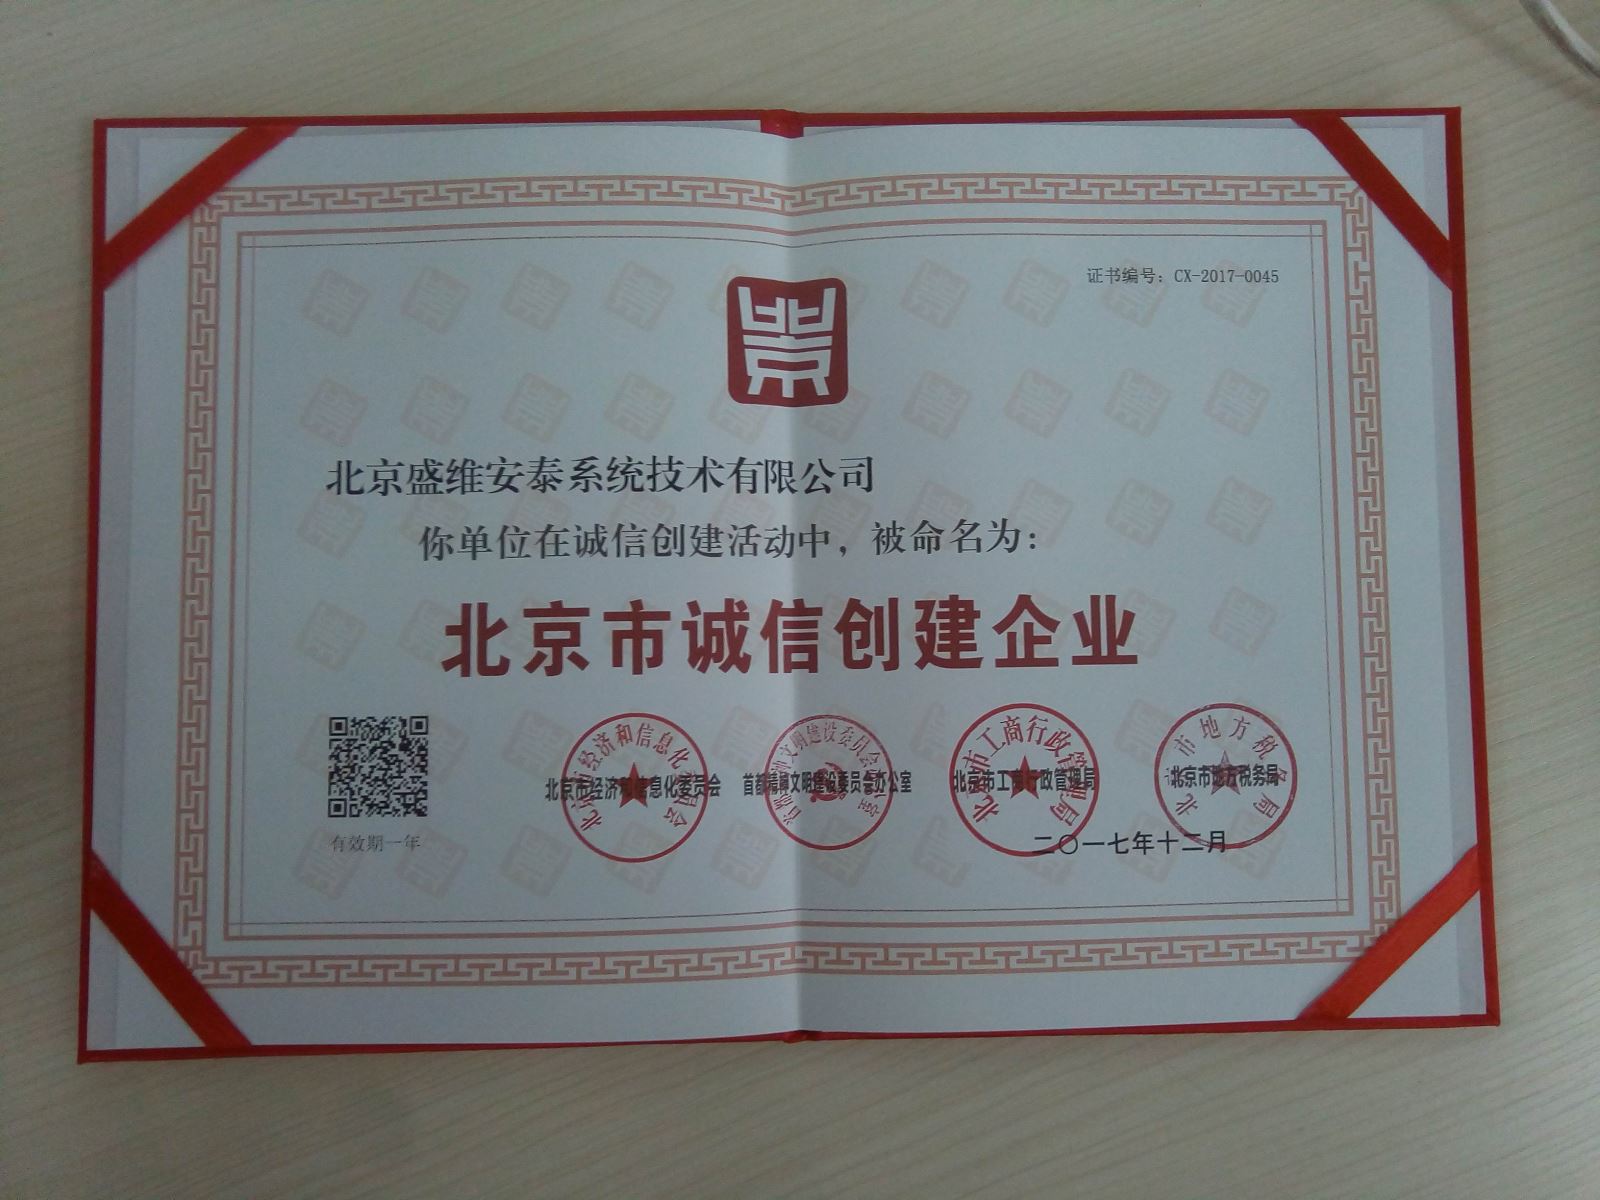 证书编号：CX-2017-0045
北京
北京盛维安泰系统技术有限公司
你单位在诚信创建活动中，被命名为：
北京市诚信创建企业
北京市经济和信息化委员会 首都精神文明建设委员会办公室 北京市工商行政管理局 北京市地方税务局
有效期一年
二〇一七年十二月